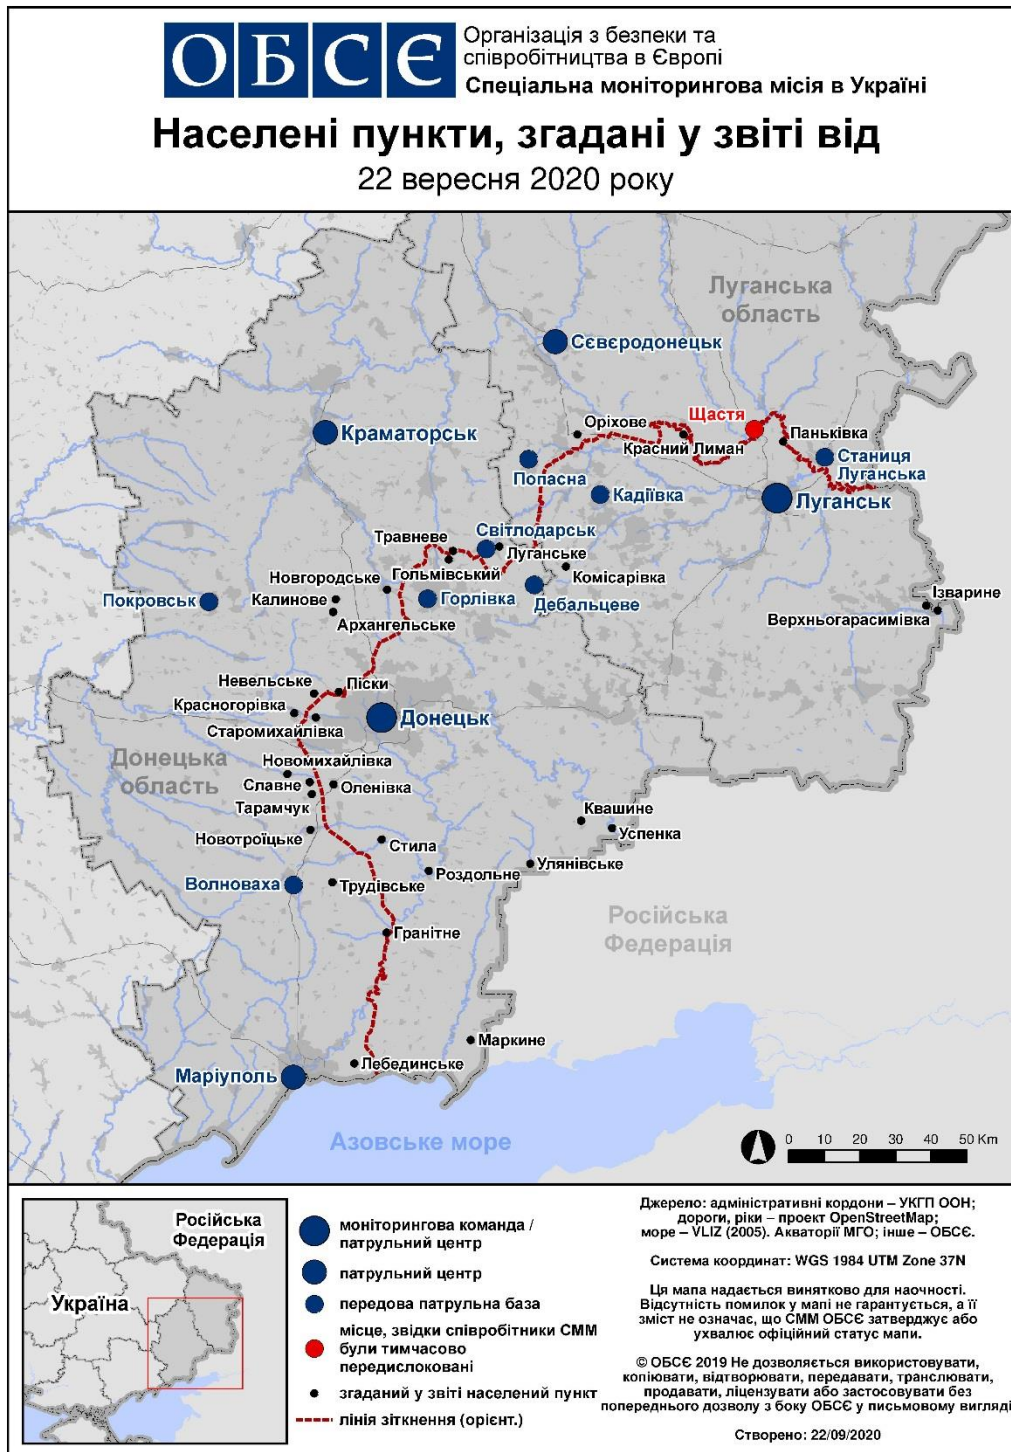 ОБСЄ
Організація з безпеки та
співробітництва в Європі
Спеціальна моніторингова місія в Україні
Населені пункти, згадані у звіті від
22 вересня 2020 року
Луганська
область
Сєвєродонецьк
Щастя
Оріхове
Паньківка
Краматорськ
Красний Лиман
Станиця
Луганська
Попасна
Кадіївка
Луганськ
Світлодарськ
Травневе
Луганське
Гольмівський
Комісарівка
Новгородське
Калинове
Покровськ
Горлівка
Дебальцеве
Ізварине
Верхньогарасимівка
Архангельське
Невельське
Піски
Красногорівка
Донецьк
Старомихайлівка
Донецька
область
Новомихайлівка
Славне
Оленівка
Тарамчук
Квашине
Успенка
Новотроїцьке
Стила
Улянівське
Роздольне
Волноваха
Трудівське
Російська
Федерація
Гранітне
Маркине
Лебединське
Маріуполь
Азовське море
0 10 20 30 40 50 Km
Російська
Федерація
Україна
моніторингова команда /
патрульний центр
патрульний центр
передова патрульна база
місце, звідки співробітники СММ
були тимчасово
передислоковані
згаданий у звіті населений пункт
лінія зіткнення (орієнт.)
Джерело: адміністративні кордони – УКГП ООН;
дороги, ріки – проект OpenStreetMap;
море – VLIZ (2005). Акваторії МГО; інше – ОБСЄ.
Система координат: WGS 1984 UTM Zone 37N
Ця мапа надається винятково для наочності.
Відсутність помилок у мапі не гарантується, а її
зміст не означає, що СММ ОБСЄ затверджує або
ухвалює офіційний статус мапи.
© ОБСЄ 2019 Не дозволяється використовувати,
копіювати, відтворювати, передавати, транслювати,
продавати, ліцензувати або застосовувати без
попереднього дозволу з боку ОБСЄ у письмовому вигляді
Створено: 22/09/2020